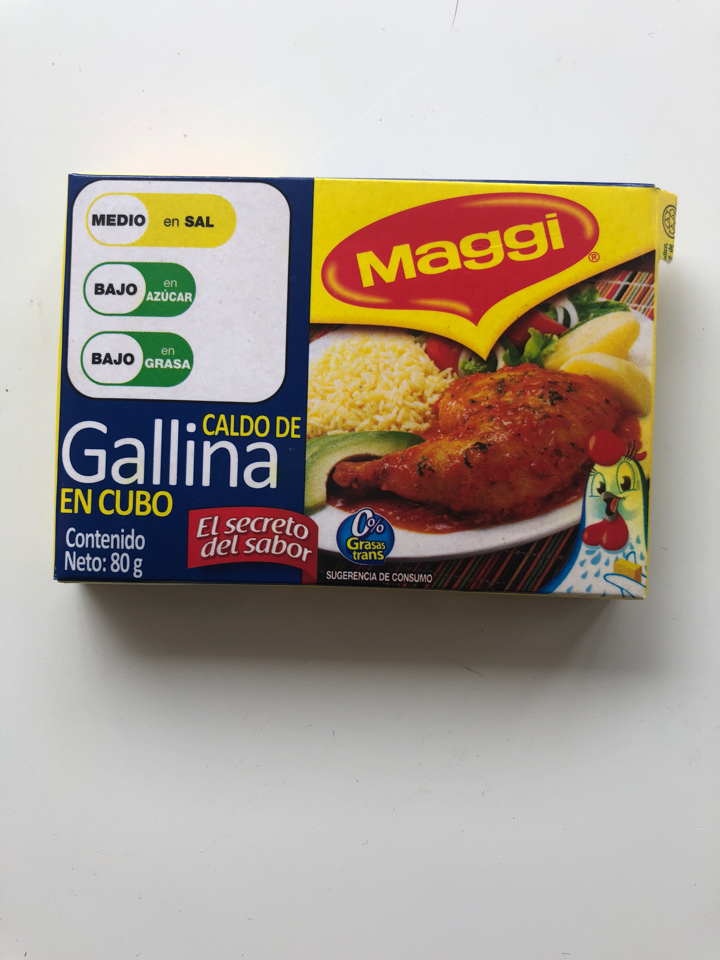 MEDIO en SAL
BAJO en AZÚCAR
BAJO en GRASA
CALDO DE
Gallina
EN CUBO
Contenido
Neto: 80 g
El secreto
del sabor
Maggi ®
0%
Grasas
trans
SUGERENCIA DE CONSUMO